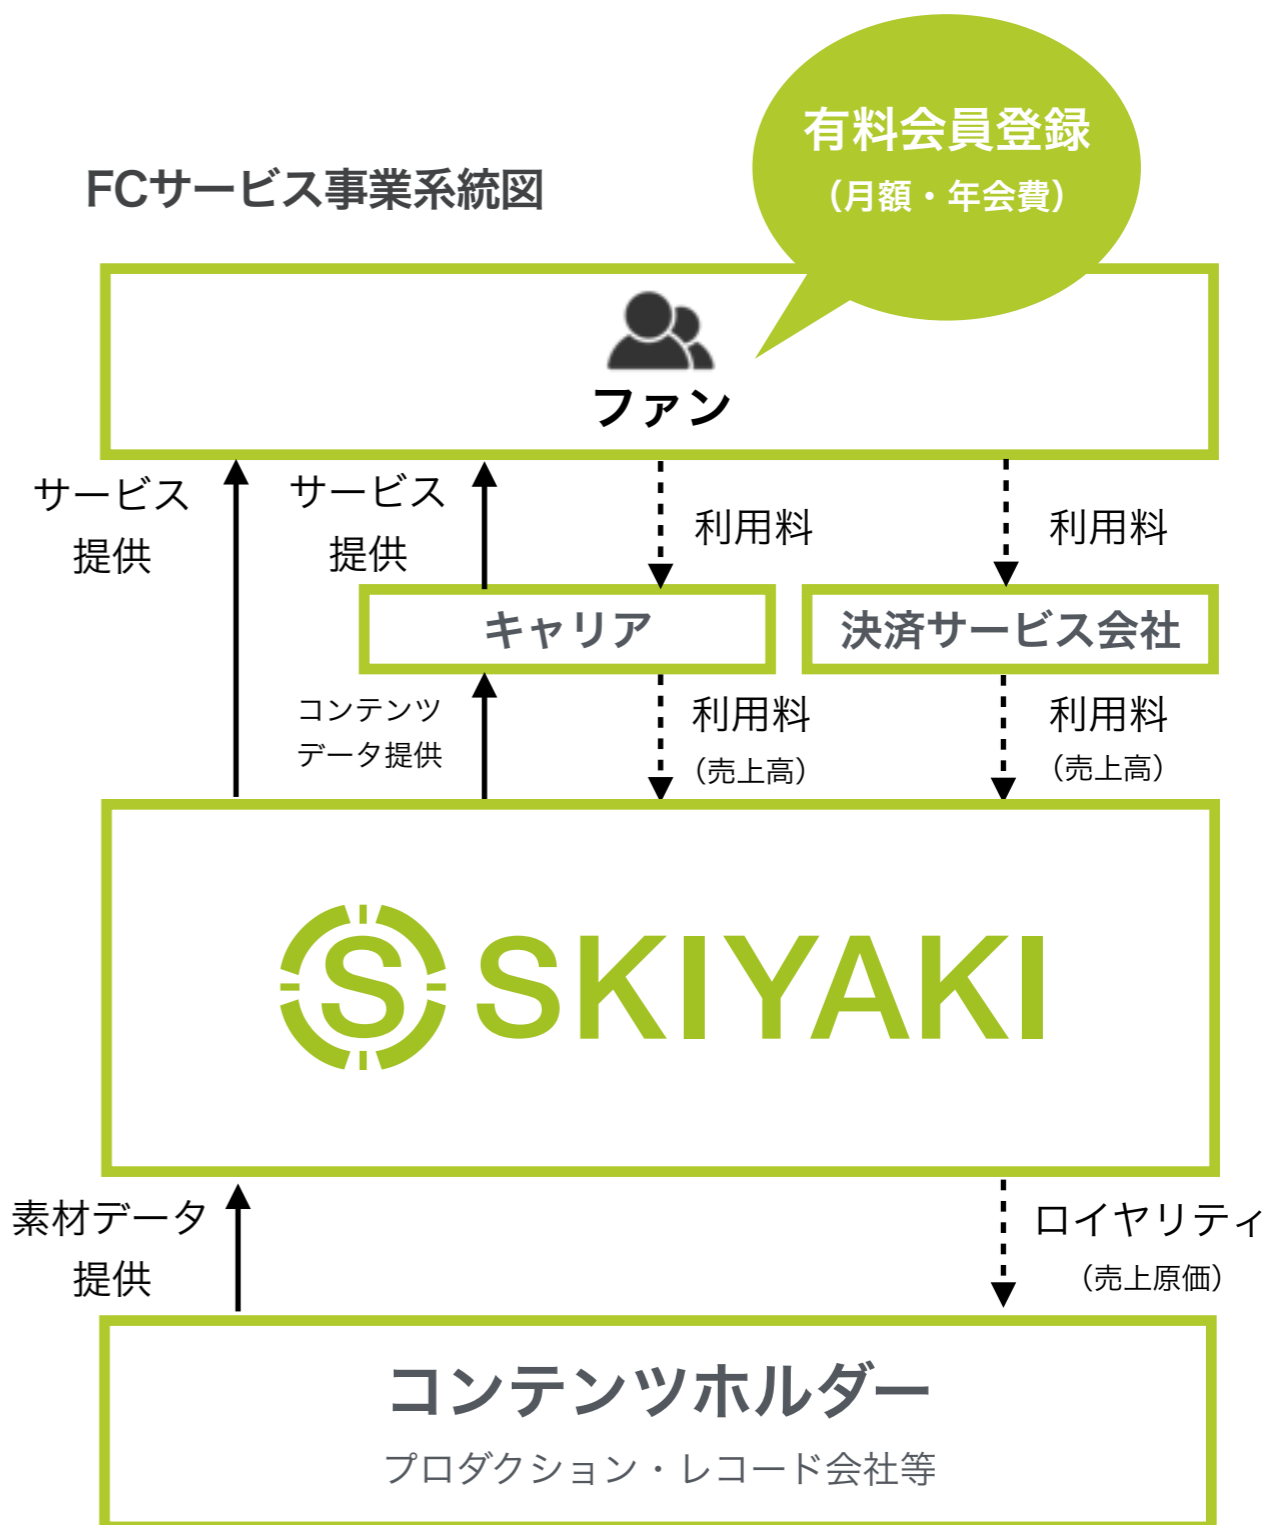 有料会員登録
（月額・年会費）
FCサービス事業系統図
ファン
サービス
提供
サービス
提供
利用料
利用料
キャリア
決済サービス会社
コンテンツ
データ提供
利用料
（売上高）
利用料
（売上高）
S SKIYAKI
素材データ
提供
ロイヤリティ
（売上原価）
コンテンツホルダー
プロダクション・レコード会社等